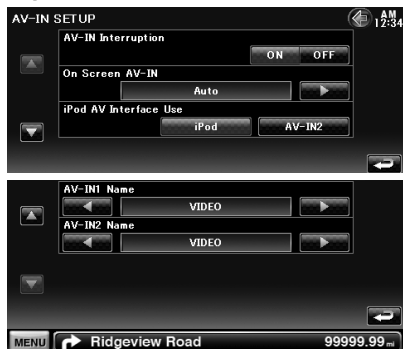 AV-IN SETUP
AM
12:34
AV-IN Interruption
ON OFF
On Screen AV-IN
Auto
iPod AV Interface Use
iPod AV-IN2
AV-IN1 Name
VIDEO
AV-IN2 Name
VIDEO
MENU Ridgeview Road 99999.99 mi